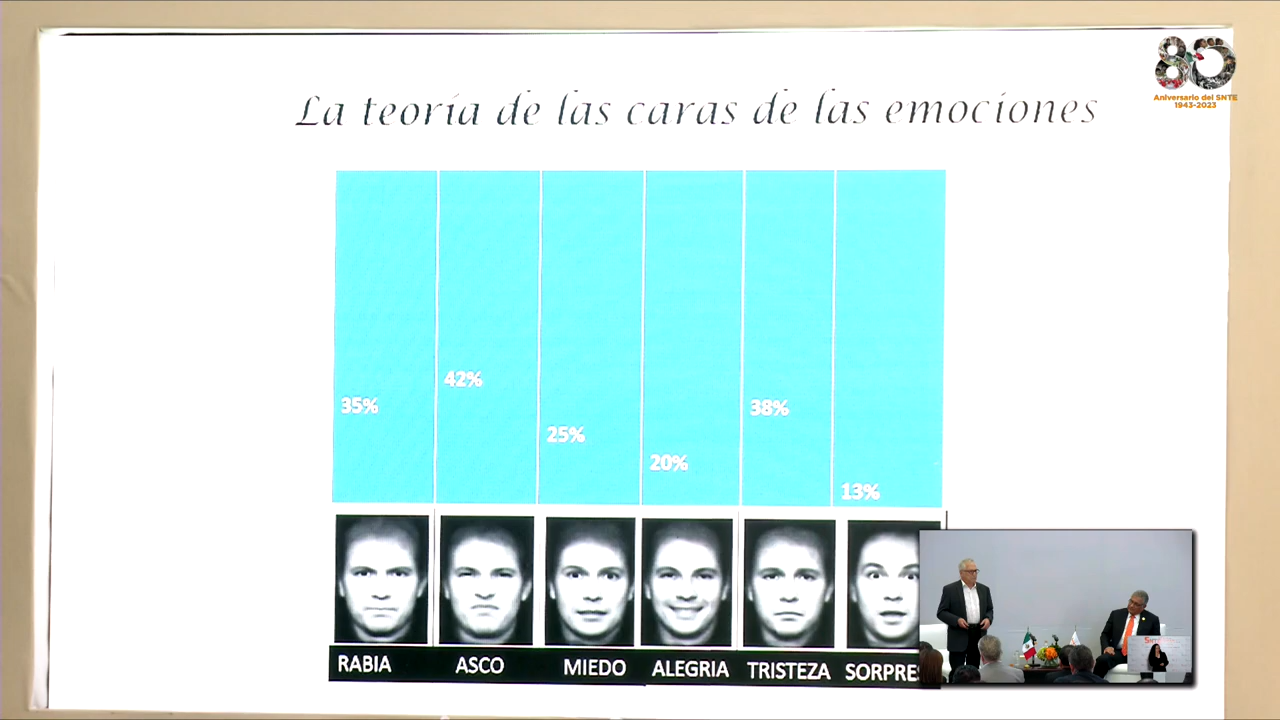 80
Aniversario del SNTE
1943-2023
La teoría de las caras de las emociones
42%
35%
38%
25%
20%
13%
RABIA ASCO MIEDO ALEGRIA TRISTEZA SORPRE